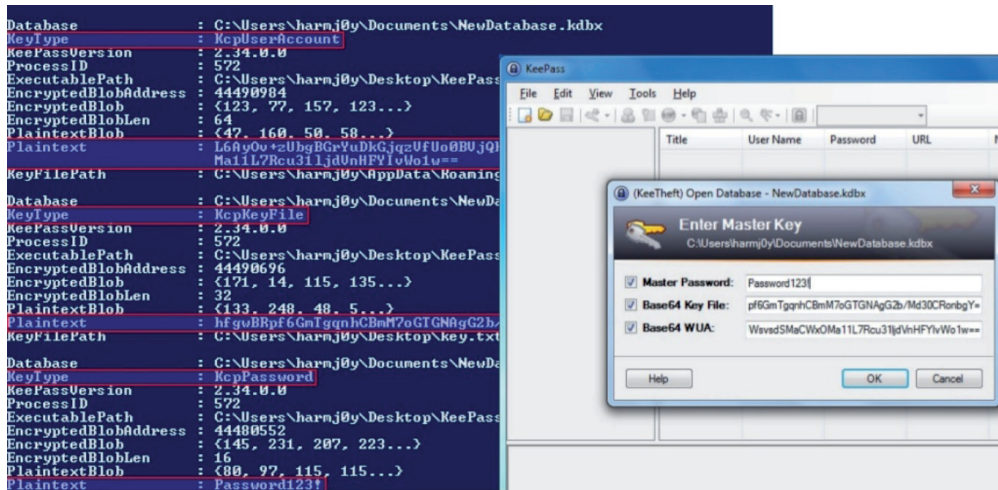 Database : C:\Users\harmj0y\Documents\NewDatabase.kdbx
KeyType : KcpUserAccount
KeePassVersion : 2.34.0.0
ProcessID : 572
ExecutablePath : C:\Users\harmj0y\Desktop\KeePass
EncryptedBlobAddress : 44490984
EncryptedBlob : {123, 77, 157, 123...}
EncryptedBlobLen : 64
PlaintextBlob : {47, 160, 50, 58...}
Plaintext : L6AyOv+zUbgBGrYuDkGjqzVfUo0BVjQh
Ma11L7Rcu31ljdVnHFYIvWo1w==
KeyFilePath : C:\Users\harmj0y\AppData\Roaming
Database : C:\Users\harmj0y\Documents\NewDa
KeyType : KcpKeyFile
KeePassVersion : 2.34.0.0
ProcessID : 572
ExecutablePath : C:\Users\harmj0y\Desktop\KeePass
EncryptedBlobAddress : 44490696
EncryptedBlob : {171, 14, 115, 135...}
EncryptedBlobLen : 32
PlaintextBlob : {133, 248, 48, 5...}
Plaintext : hfgwBRpf6GmTgqnhCBmM7oGTGNAgG2b/
KeyFilePath : C:\Users\harmj0y\Desktop\key.txt
Database : C:\Users\harmj0y\Documents\NewDa
KeyType : KcpPassword
KeePassVersion : 2.34.0.0
ProcessID : 572
ExecutablePath : C:\Users\harmj0y\Desktop\KeePas
EncryptedBlobAddress : 44480552
EncryptedBlob : {145, 231, 207, 223...}
EncryptedBlobLen : 16
PlaintextBlob : {80, 97, 115, 115...}
Plaintext : Password123!
KeePass
File Edit View Tools Help
Title User Name Password URL
(KeeTheft) Open Database - NewDatabase.kdbx
Enter Master Key
C:\Users\harmj0y\Documents\NewDatabase.kdbx
Master Password: Password123!
Base64 Key File: pf6GmTgqnhCBmM7oGTGNAgG2b/Md30CRonbgY=
Base64 WUA: WsvsdSMaCWxOMa11L7Rcu31ljdVnHFYIvWo1w==
Help OK Cancel